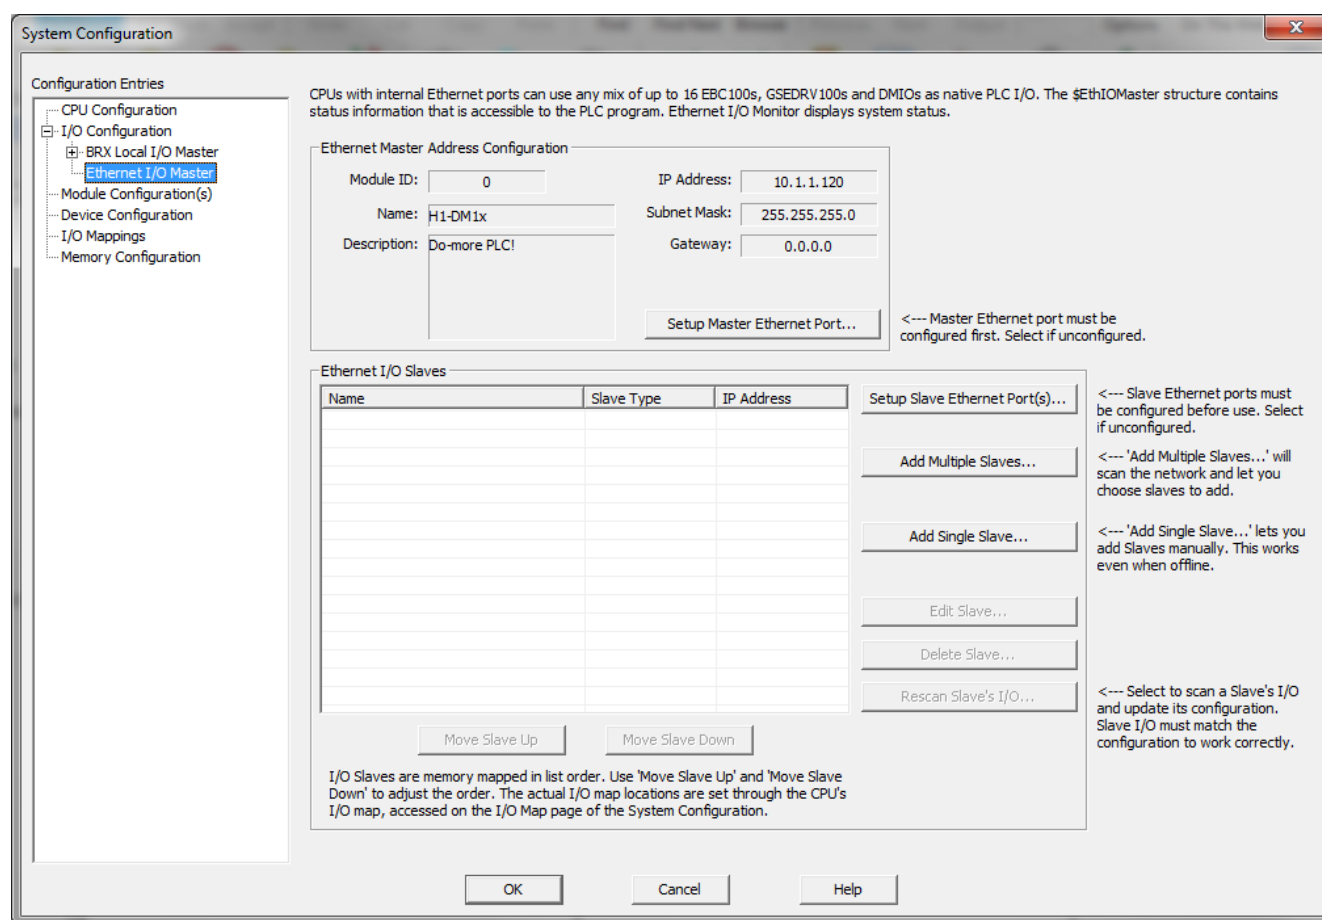 System Configuration
Configuration Entries
CPU Configuration
I/O Configuration
BRX Local I/O Master
Ethernet I/O Master
Module Configuration(s)
Device Configuration
I/O Mappings
Memory Configuration
CPUs with internal Ethernet ports can use any mix of up to 16 EBC100s, GSEDRV100s and DMIOs as native PLC I/O. The $EthIOMaster structure contains
status information that is accessible to the PLC program. Ethernet I/O Monitor displays system status.
Ethernet Master Address Configuration
Module ID: 0
Name: H1-DM1x
Description: Do-more PLC!
IP Address: 10.1.1.120
Subnet Mask: 255.255.255.0
Gateway: 0.0.0.0
Setup Master Ethernet Port...
<--- Master Ethernet port must be
configured first. Select if unconfigured.
Ethernet I/O Slaves
Name Slave Type IP Address
Setup Slave Ethernet Port(s)...
<--- Slave Ethernet ports must
be configured before use. Select
if unconfigured.
Add Multiple Slaves...
<--- 'Add Multiple Slaves...' will
scan the network and let you
choose slaves to add.
Add Single Slave...
<--- 'Add Single Slave...' lets you
add Slaves manually. This works
even when offline.
Edit Slave...
Delete Slave...
Rescan Slave's I/O...
<--- Select to scan a Slave's I/O
and update its configuration.
Slave I/O must match the
configuration to work correctly.
Move Slave Up
Move Slave Down
I/O Slaves are memory mapped in list order. Use 'Move Slave Up' and 'Move Slave
Down' to adjust the order. The actual I/O map locations are set through the CPU's
I/O map, accessed on the I/O Map page of the System Configuration.
OK
Cancel
Help